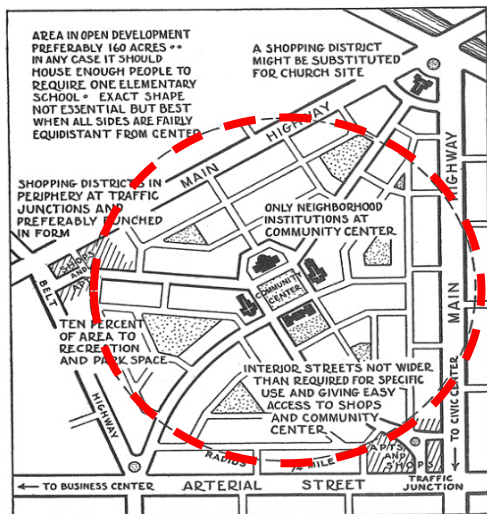 AREA IN OPEN DEVELOPMENT
PREFERABLY 160 ACRES ••
IN ANY CASE IT SHOULD
HOUSE ENOUGH PEOPLE TO
REQUIRE ONE ELEMENTARY
SCHOOL • EXACT SHAPE
NOT ESSENTIAL BUT BEST
WHEN ALL SIDES ARE FAIRLY
EQUIDISTANT FROM CENTER
A SHOPPING DISTRICT
MIGHT BE SUBSTITUTED
FOR CHURCH SITE
MAIN HIGHWAY
SHOPPING DISTRICTS IN
PERIPHERY AT TRAFFIC
JUNCTIONS AND
PREFERABLY BUNCHED
IN FORM
ONLY NEIGHBORHOOD
INSTITUTIONS AT
COMMUNITY CENTER
SHOPS
AND
COMMUNITY
CENTER
BELT
HIGHWAY
MAIN
HIGHWAY
TEN PERCENT
OF AREA TO
RECREATION
AND PARK SPACE
INTERIOR STREETS NOT WIDER
THAN REQUIRED FOR SPECIFIC
USE AND GIVING EASY
ACCESS TO SHOPS
AND COMMUNITY
CENTER
TO CIVIC CENTER
APTS
AND
SHOPS
RADIUS
MILE
TRAFFIC
JUNCTION
TO BUSINESS CENTER
ARTERIAL STREET